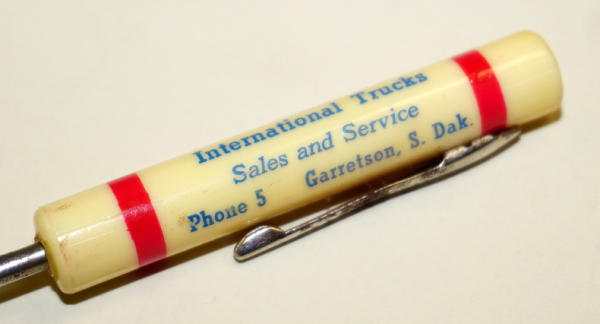 International Trucks
Sales and Service
Phone 5 Garretson, S. Dak.